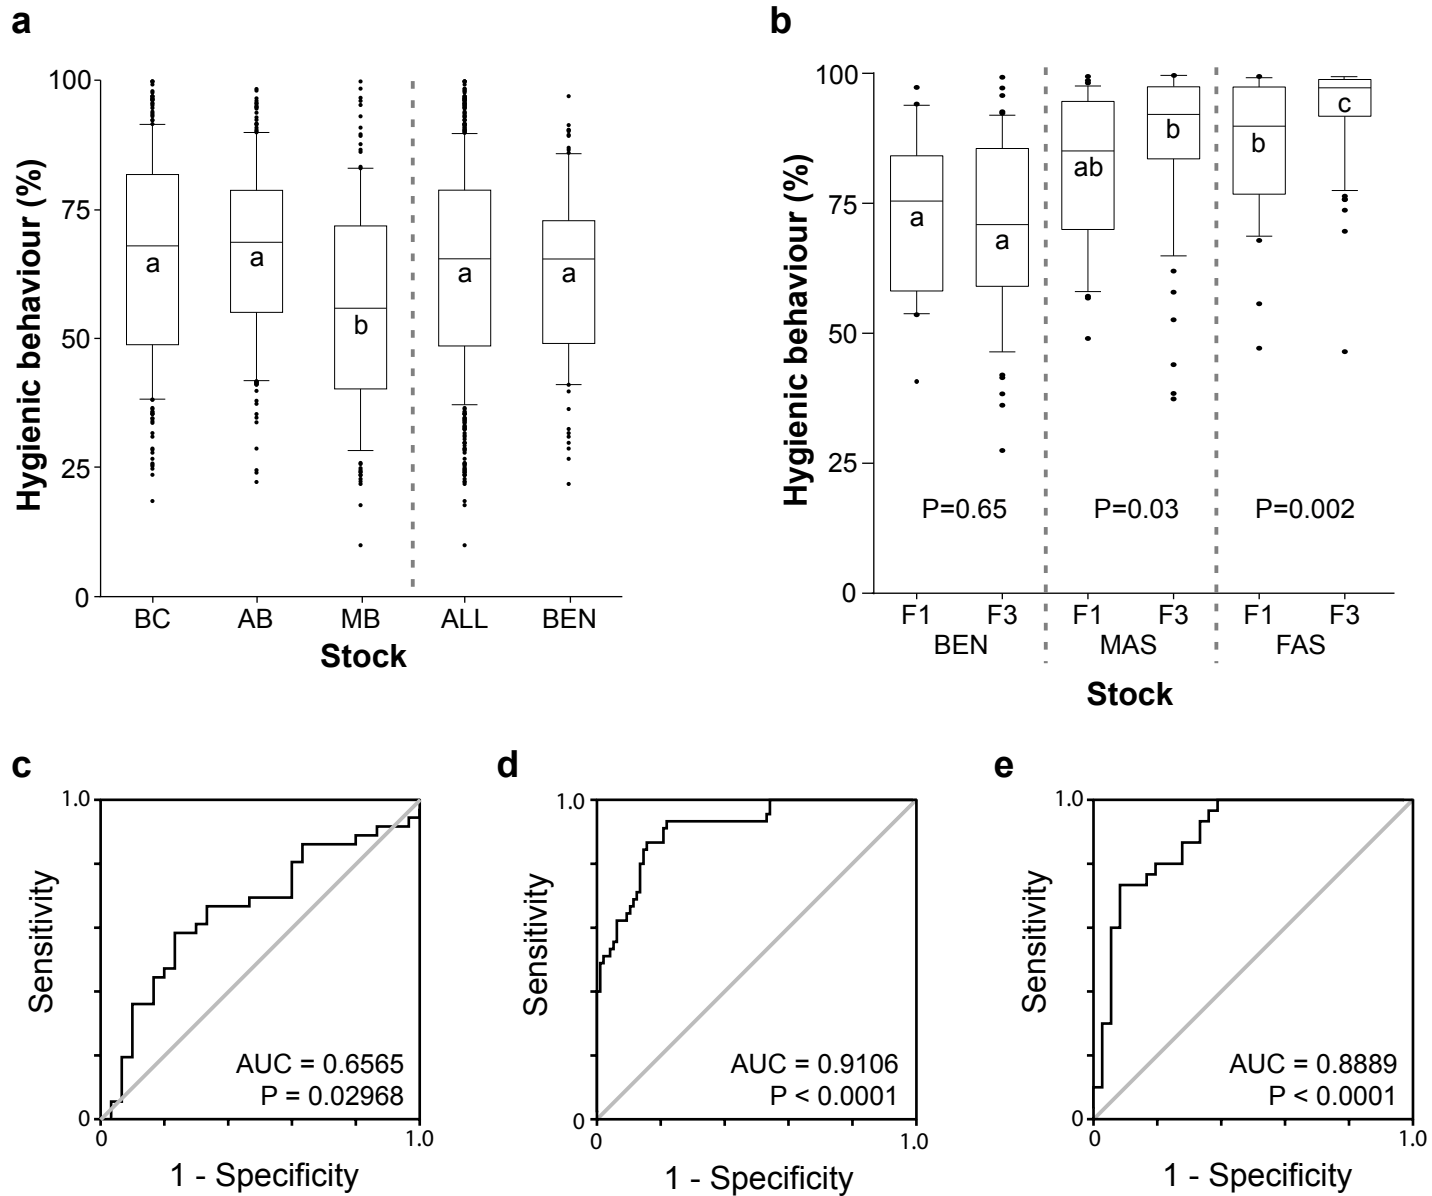 a
100
75
50
25
0
Hygienic behaviour (%)
a
a
b
a
a
BC AB MB ALL BEN
Stock
b
100
75
50
25
0
Hygienic behaviour (%)
a
a
ab
b
b
c
P=0.65 P=0.03 P=0.002
F1 F3 F1 F3 F1 F3
BEN MAS FAS
Stock
c
1.0
0
Sensitivity
AUC = 0.6565
P = 0.02968
0 1.0
1 - Specificity
d
1.0
0
Sensitivity
AUC = 0.9106
P < 0.0001
0 1.0
1 - Specificity
e
1.0
0
Sensitivity
AUC = 0.8889
P < 0.0001
0 1.0
1 - Specificity